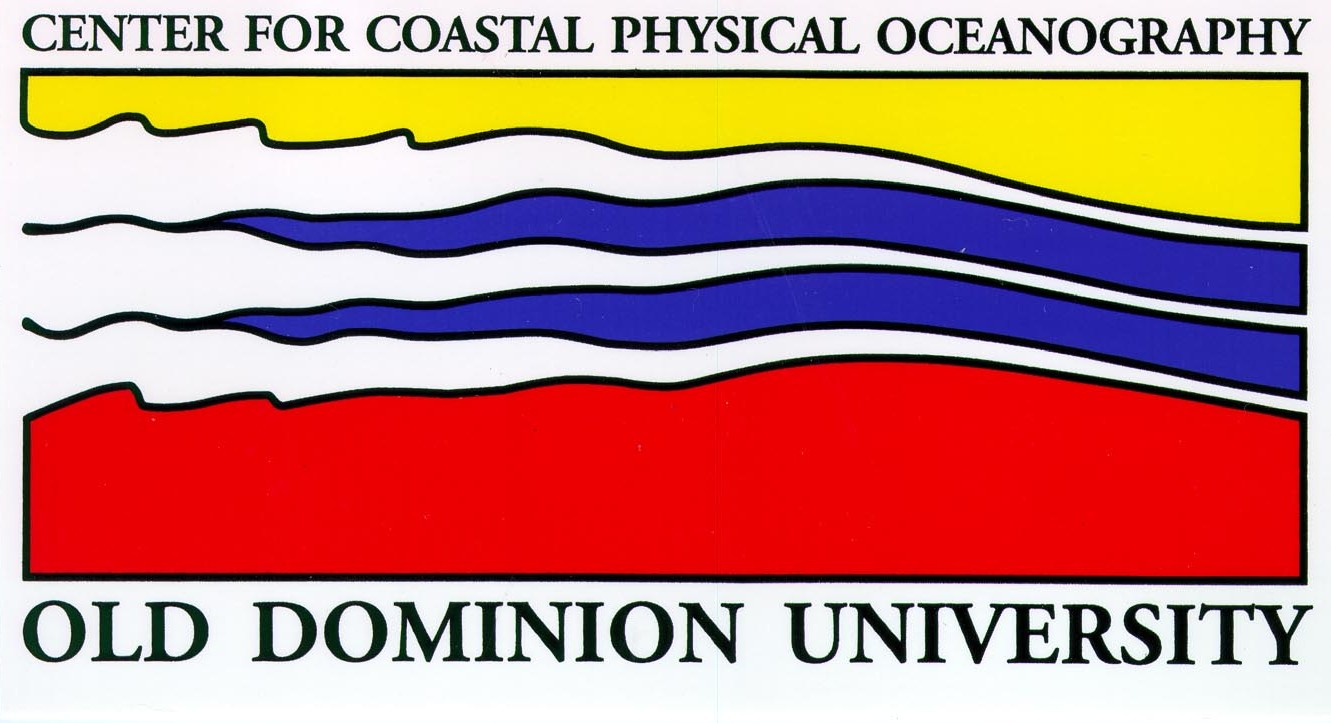 CENTER FOR COASTAL PHYSICAL OCEANOGRAPHY
OLD DOMINION UNIVERSITY